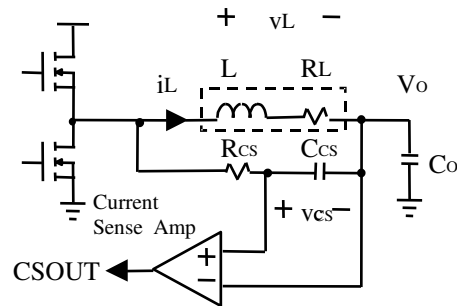 + vL −
iL L RL VO
RCS CCS CO
+ vcs −
Current
Sense Amp
CSOUT
+
−